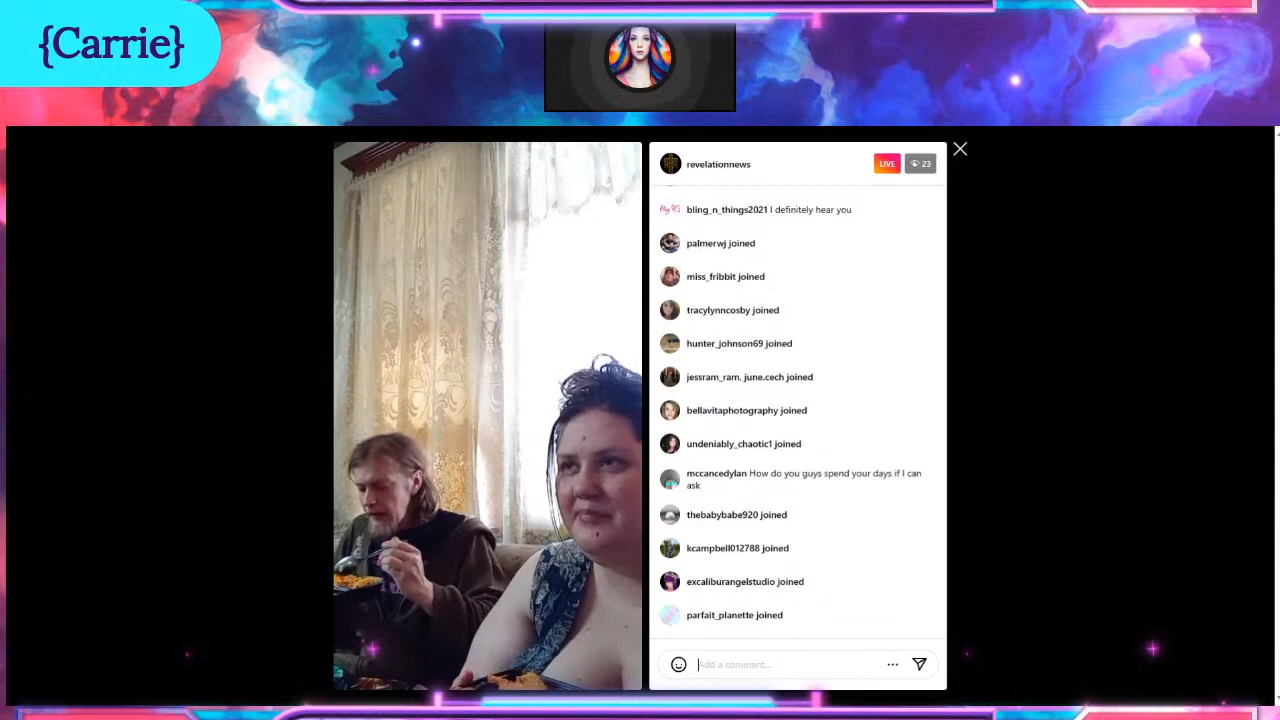 {Carrie}
revelationnews
LIVE
23
bling_n_things2021 I definitely hear you
palmerwj joined
miss_fribbit joined
tracylynncosby joined
hunter_johnson69 joined
jessram_ram, june.cech joined
bellavitaphotography joined
undeniably_chaotic1 joined
mccancedylan How do you guys spend your days if I can
ask
thebabybabe920 joined
kcampbell012788 joined
excaliburangelstudio joined
parfait_planette joined
Add a comment...